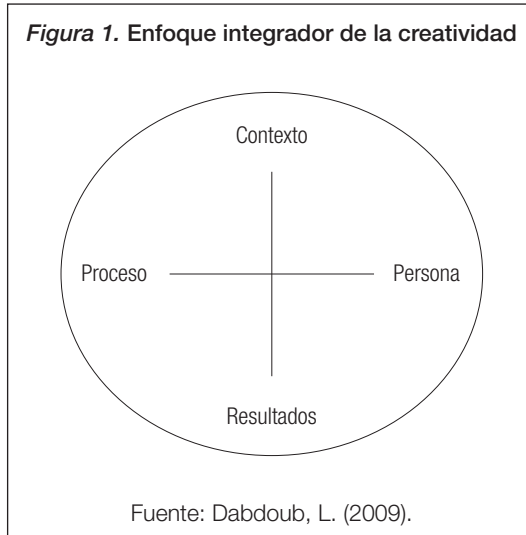 Figura 1. Enfoque integrador de la creatividad
Contexto
Proceso
Persona
Resultados
Fuente: Dabdoub, L. (2009).